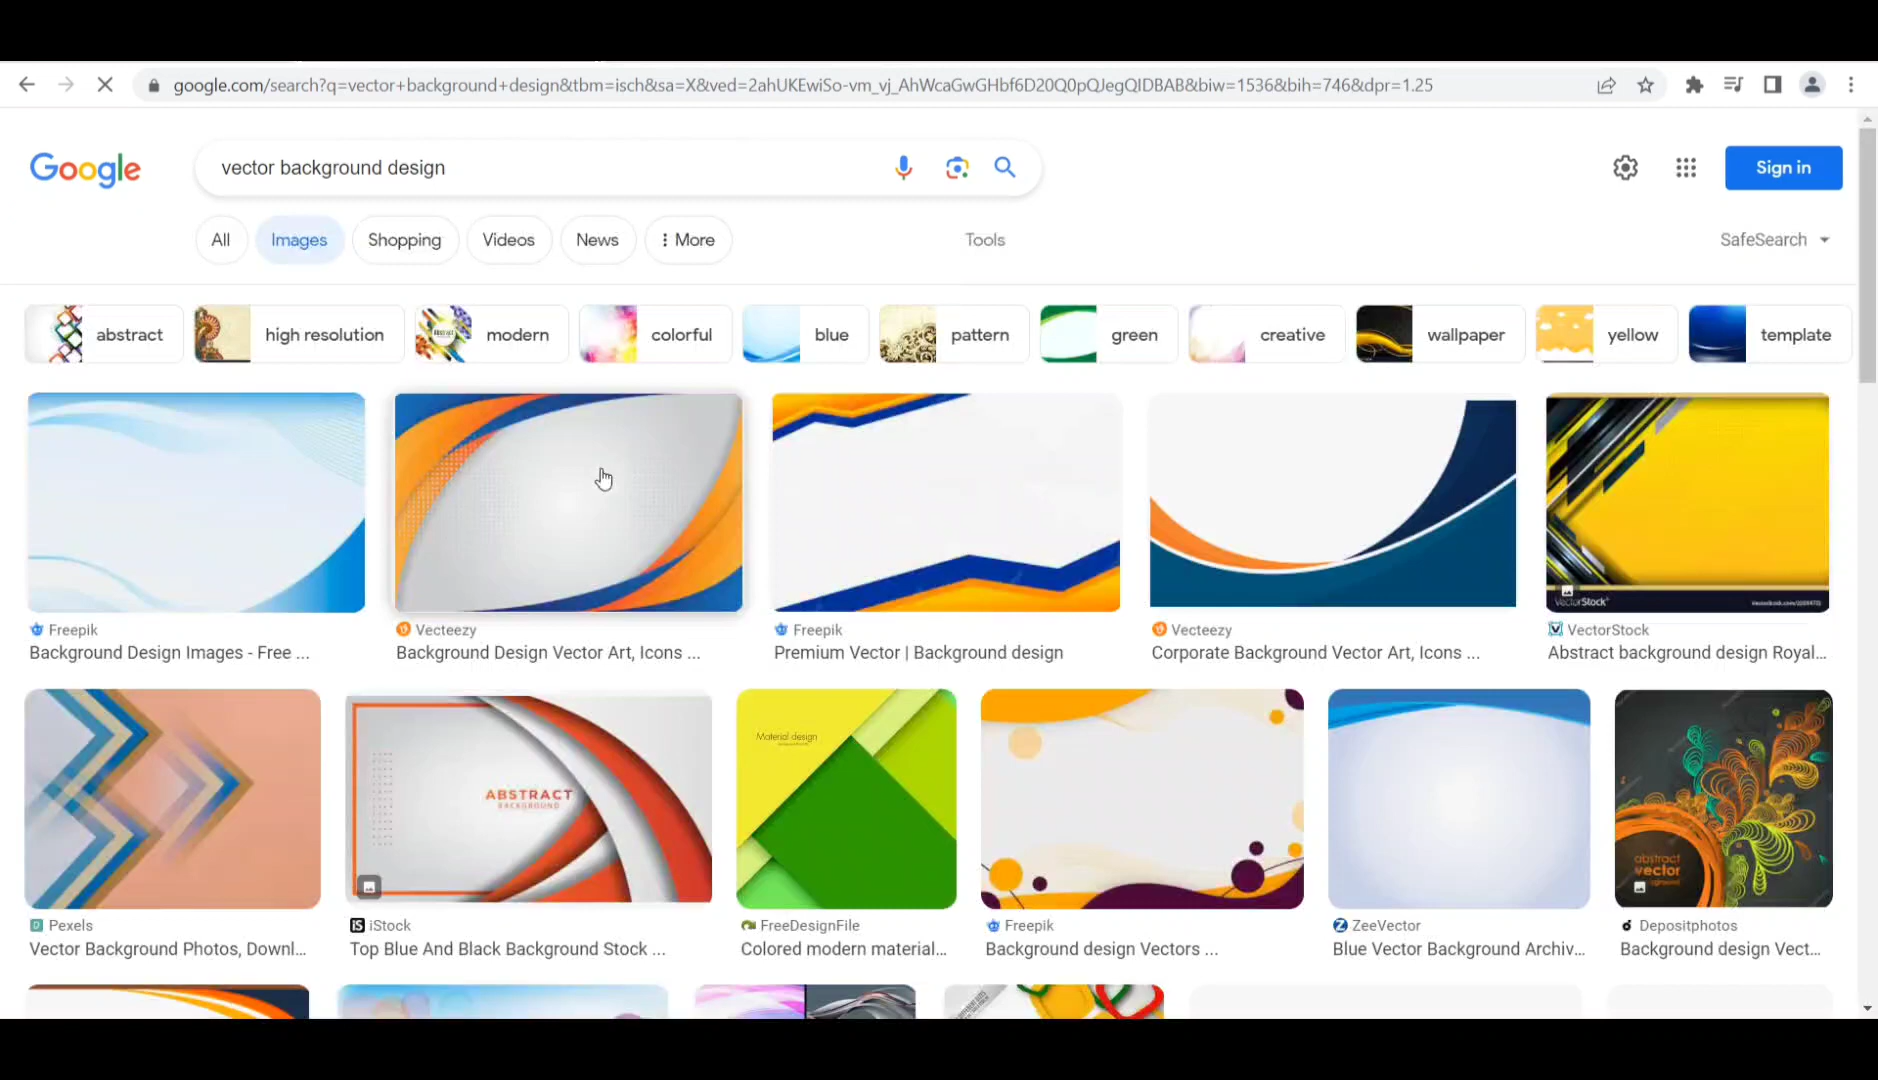 google.com/search?q=vector+background+design&tbm=isch&sa=X&ved=2ahUKEwiSo-vm_vj_AhWcaGwGHbf6D20Q0pQJegQIDBAB&biw=1536&bih=746&dpr=1.25
Google
vector background design
Sign in
All
Images
Shopping
Videos
News
More
Tools
SafeSearch
abstract
high resolution
modern
colorful
blue
pattern
green
creative
wallpaper
yellow
template
VectorStock
Freepik
Vecteezy
Freepik
Vecteezy
VectorStock
Background Design Images - Free ...
Background Design Vector Art, Icons ...
Premium Vector | Background design
Corporate Background Vector Art, Icons ...
Abstract background design Royal...
Material design
ABSTRACT
BACKGROUND
abstract
vector
Pexels
iS iStock
FreeDesignFile
Freepik
ZeeVector
Depositphotos
Vector Background Photos, Downl...
Top Blue And Black Background Stock ...
Colored modern material...
Background design Vectors ...
Blue Vector Background Archiv...
Background design Vect...